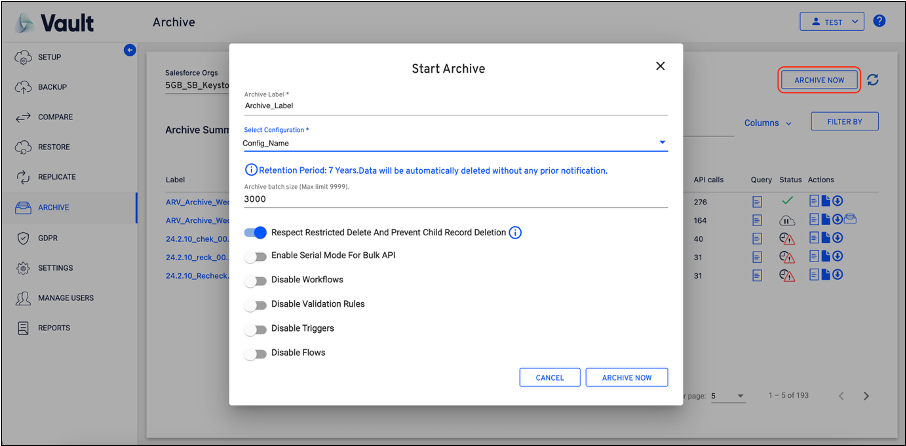 Vault
Archive
TEST
?
SETUP
BACKUP
COMPARE
RESTORE
REPLICATE
ARCHIVE
GDPR
SETTINGS
MANAGE USERS
REPORTS
Salesforce Orgs
5GB_SB_Keysto
ARCHIVE NOW
Archive Summ
Columns
FILTER BY
Label
API calls
Query
Status
Actions
ARV_Archive_Wed
276
ARV_Archive_Wed
164
24.2.10_chek_00..
40
24.2.10_reck_00..
31
24.2.10_Recheck..
31
page:
5
1 – 5 of 193
Start Archive
Archive Label *
Archive_Label
Select Configuration *
Config_Name
Retention Period: 7 Years.Data will be automatically deleted without any prior notification.
Archive batch size (Max limit 9999).
3000
Respect Restricted Delete And Prevent Child Record Deletion
Enable Serial Mode For Bulk API
Disable Workflows
Disable Validation Rules
Disable Triggers
Disable Flows
CANCEL
ARCHIVE NOW